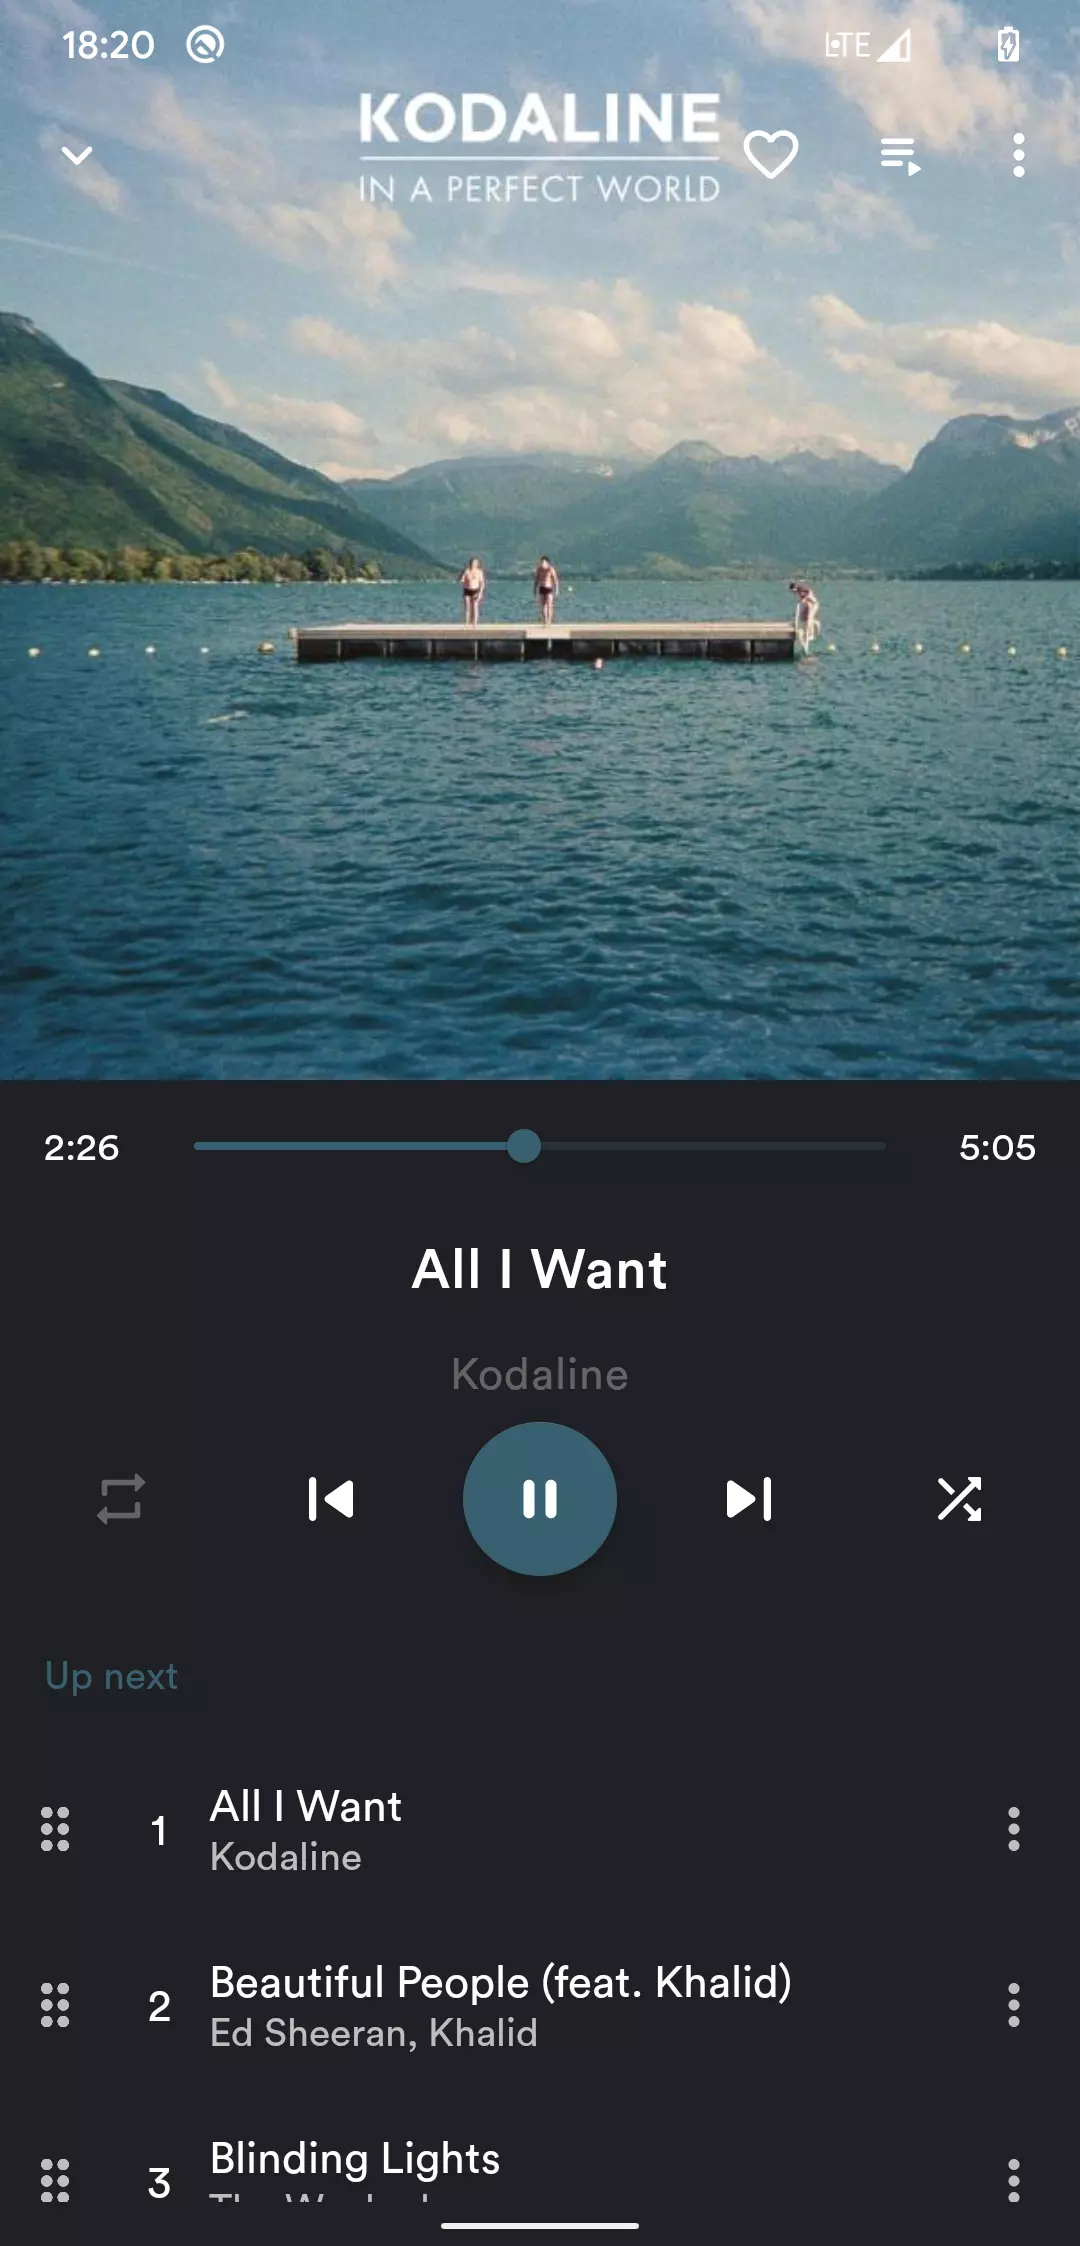 18:20
LTE
KODALINE
IN A PERFECT WORLD
2:26
5:05
All I Want
Kodaline
Up next
1
All I Want
Kodaline
2
Beautiful People (feat. Khalid)
Ed Sheeran, Khalid
3
Blinding Lights